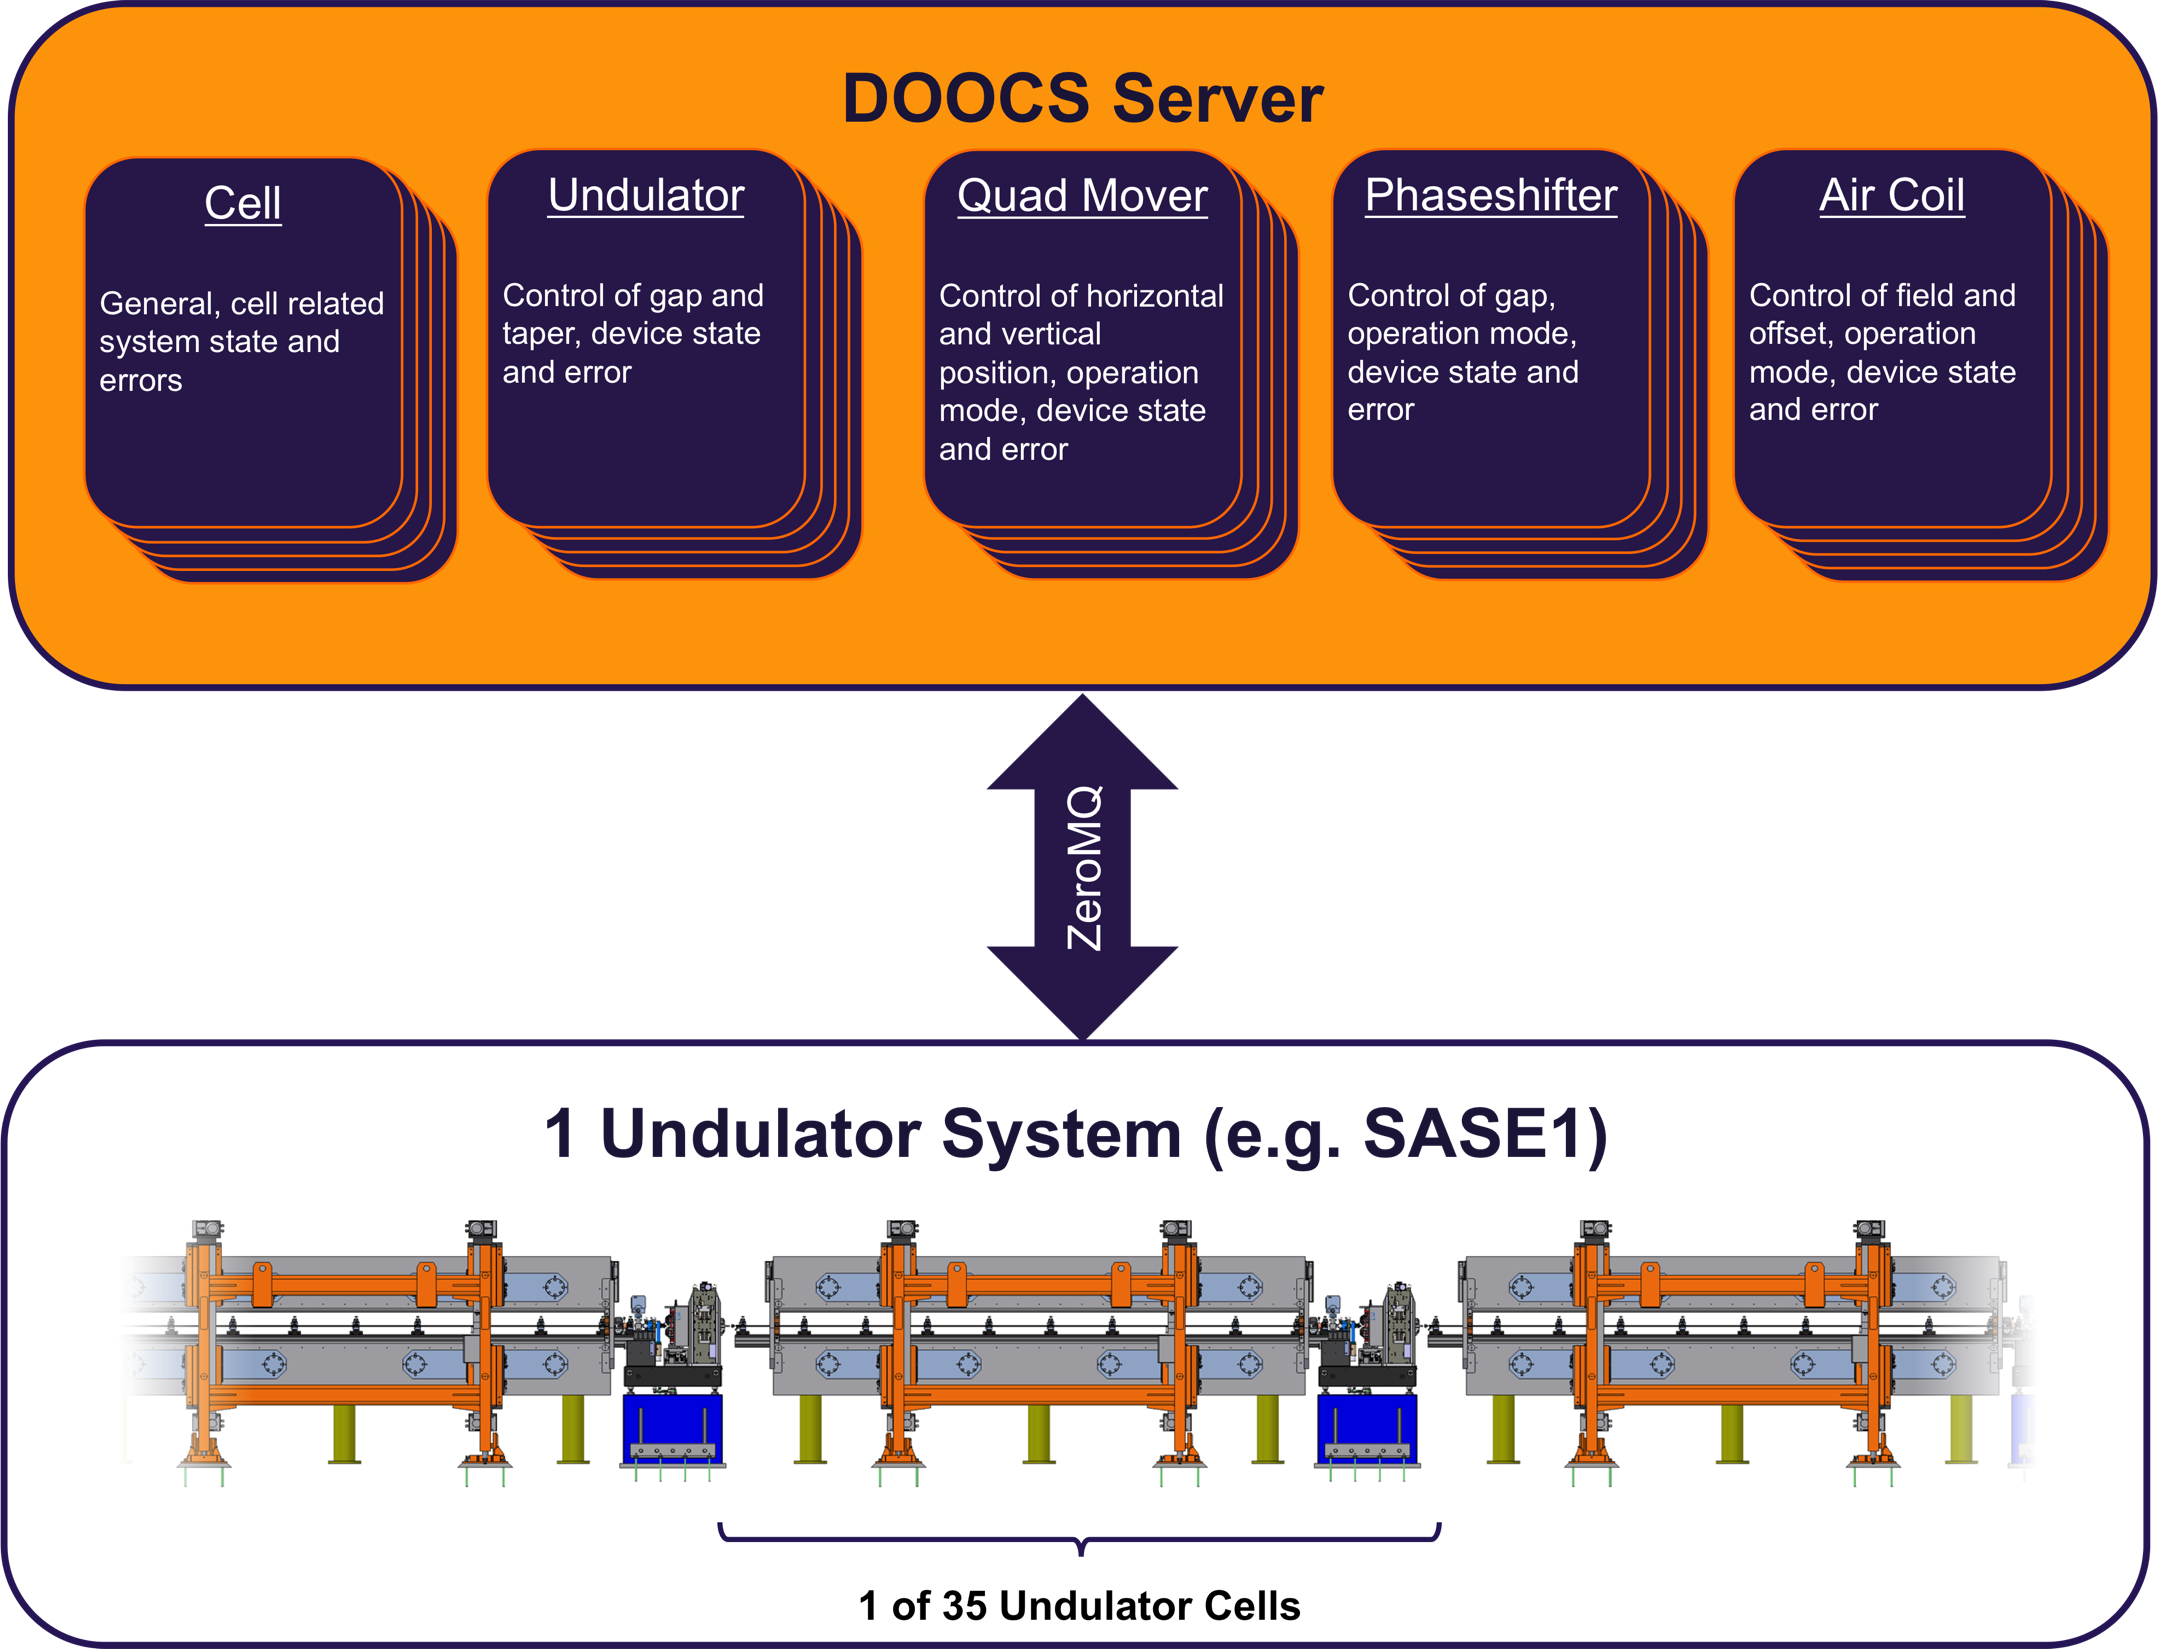 DOOCS Server
Cell
General, cell related
system state and
errors
Undulator
Control of gap and
taper, device state
and error
Quad Mover
Control of horizontal
and vertical
position, operation
mode, device state
and error
Phaseshifter
Control of gap,
operation mode,
device state and
error
Air Coil
Control of field and
offset, operation
mode, device state
and error
ZeroMQ
1 Undulator System (e.g. SASE1)
1 of 35 Undulator Cells